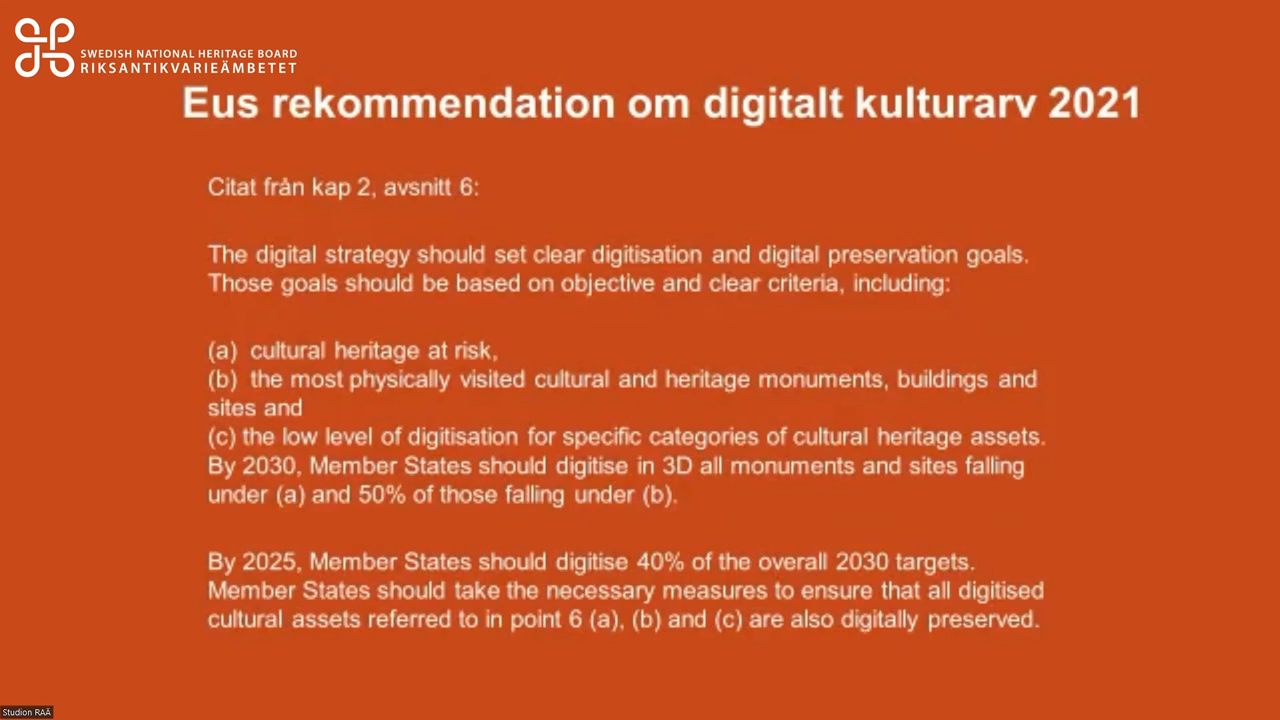 SWEDISH NATIONAL HERITAGE BOARD
RIKSANTIKVARIEÄMBETET
Eus rekommendation om digitalt kulturarv 2021
Citat från kap 2, avsnitt 6:
The digital strategy should set clear digitisation and digital preservation goals.
Those goals should be based on objective and clear criteria, including:
(a) cultural heritage at risk,
(b) the most physically visited cultural and heritage monuments, buildings and
sites and
(c) the low level of digitisation for specific categories of cultural heritage assets.
By 2030, Member States should digitise in 3D all monuments and sites falling
under (a) and 50% of those falling under (b).
By 2025, Member States should digitise 40% of the overall 2030 targets.
Member States should take the necessary measures to ensure that all digitised
cultural assets referred to in point 6 (a), (b) and (c) are also digitally preserved.
Studion RAÄ